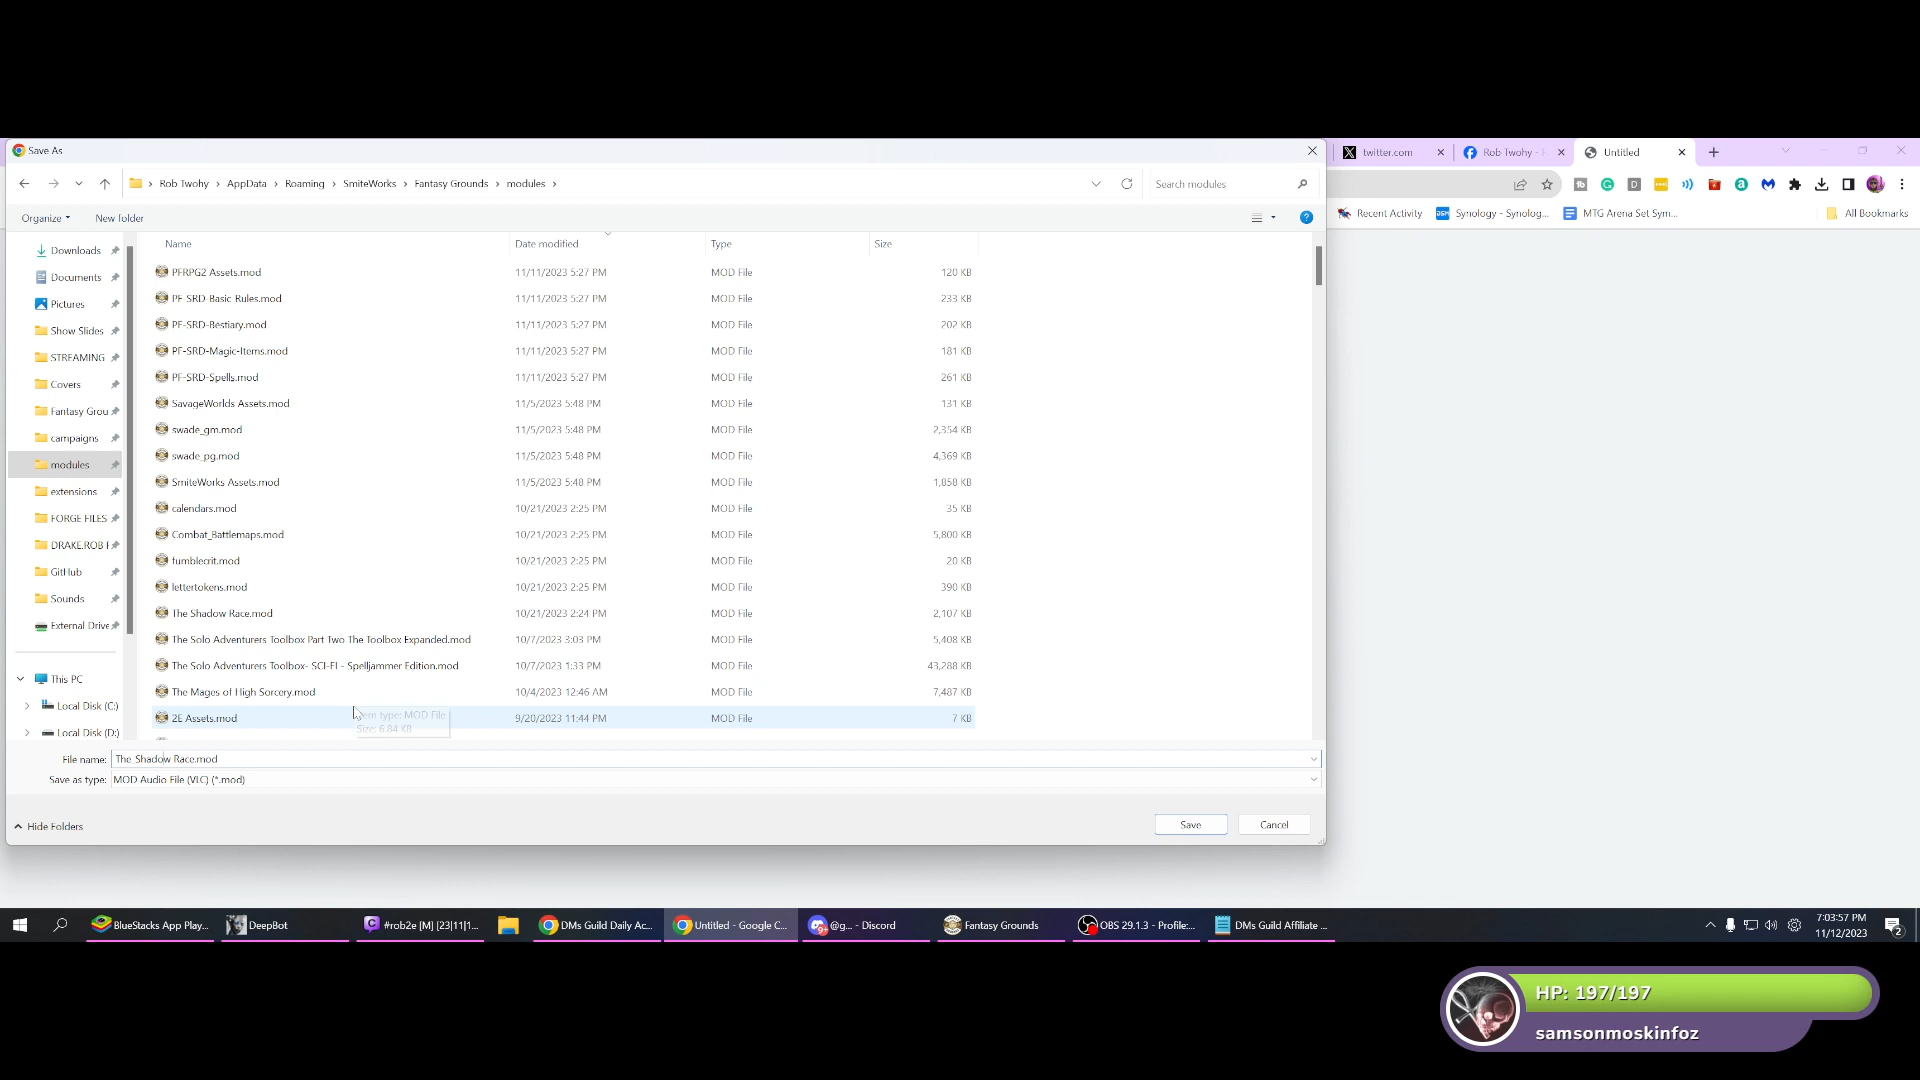 Save As
twitter.com
Rob Twohy -
Untitled
Rob Twohy
AppData
Roaming
SmiteWorks
Fantasy Grounds
modules
Search modules
Organize
New folder
Recent Activity
Synology - Synolog...
MTG Arena Set Sym...
All Bookmarks
Name
Date modified
Type
Size
Downloads
Documents
Pictures
Show Slides
STREAMING
Covers
Fantasy Grou
campaigns
modules
extensions
FORGE FILES
DRAKE.ROB F
GitHub
Sounds
External Drive
This PC
Local Disk (C:)
Local Disk (D:)
PFRPG2 Assets.mod 11/11/2023 5:27 PM MOD File 120 KB
PF-SRD-Basic-Rules.mod 11/11/2023 5:27 PM MOD File 233 KB
PF-SRD-Bestiary.mod 11/11/2023 5:27 PM MOD File 202 KB
PF-SRD-Magic-Items.mod 11/11/2023 5:27 PM MOD File 181 KB
PF-SRD-Spells.mod 11/11/2023 5:27 PM MOD File 261 KB
SavageWorlds Assets.mod 11/5/2023 5:48 PM MOD File 131 KB
swade_gm.mod 11/5/2023 5:48 PM MOD File 2,354 KB
swade_pg.mod 11/5/2023 5:48 PM MOD File 4,369 KB
SmiteWorks Assets.mod 11/5/2023 5:48 PM MOD File 1,858 KB
calendars.mod 10/21/2023 2:25 PM MOD File 35 KB
Combat_Battlemaps.mod 10/21/2023 2:25 PM MOD File 5,800 KB
fumblecrit.mod 10/21/2023 2:25 PM MOD File 20 KB
lettertokens.mod 10/21/2023 2:25 PM MOD File 390 KB
The Shadow Race.mod 10/21/2023 2:24 PM MOD File 2,107 KB
The Solo Adventurers Toolbox Part Two The Toolbox Expanded.mod 10/7/2023 3:03 PM MOD File 5,408 KB
The Solo Adventurers Toolbox- SCI-FI - Spelljammer Edition.mod 10/7/2023 1:33 PM MOD File 43,288 KB
The Mages of High Sorcery.mod 10/4/2023 12:46 AM MOD File 7,487 KB
2E Assets.mod 9/20/2023 11:44 PM MOD File 7 KB
Item type: MOD File
Size: 6.84 KB
File name: The Shadow Race.mod
Save as type: MOD Audio File (VLC) (*.mod)
Hide Folders
Save
Cancel
BlueStacks App Play...
DeepBot
#rob2e [M] [23|11|1...
DMs Guild Daily Ac...
Untitled - Google C...
@g... - Discord
Fantasy Grounds
OBS 29.1.3 - Profile:...
DMs Guild Affiliate ...
7:03:57 PM
11/12/2023
2
HP: 197/197
samsonmoskinfoz